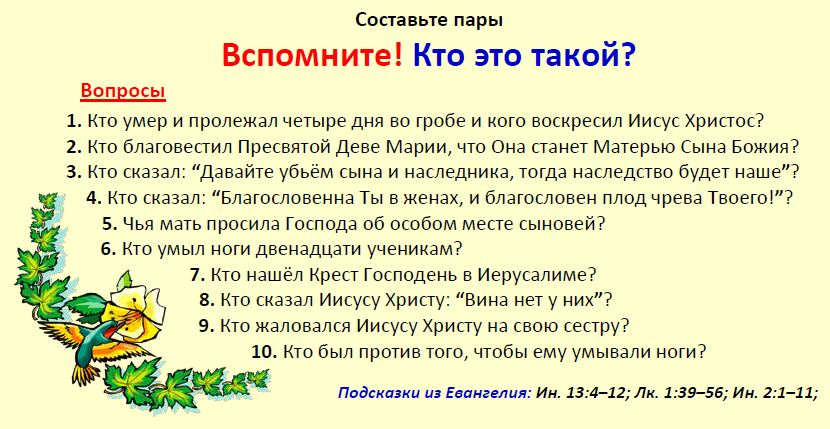 Составьте пары
Вспомните! Кто это такой?
Вопросы
1. Кто умер и пролежал четыре дня во гробе и кого воскресил Иисус Христос?
2. Кто благовестил Пресвятой Деве Марии, что Она станет Матерью Сына Божия?
3. Кто сказал: “Давайте убьём сына и наследника, тогда наследство будет наше”?
4. Кто сказал: “Благословенна Ты в женах, и благословен плод чрева Твоего!”?
5. Чья мать просила Господа об особом месте сыновей?
6. Кто умыл ноги двенадцати ученикам?
7. Кто нашёл Крест Господень в Иерусалиме?
8. Кто сказал Иисусу Христу: “Вина нет у них”?
9. Кто жаловался Иисусу Христу на свою сестру?
10. Кто был против того, чтобы ему умывали ноги?
Подсказки из Евангелия: Ин. 13:4–12; Лк. 1:39–56; Ин. 2:1–11;